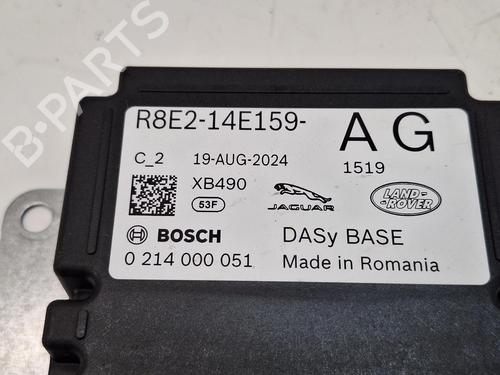 B-PARTS
R8E2-14E159- AG
C_2 19-AUG-2024 1519
XB490
53F
JAGUAR
LAND-
ROVER
BOSCH DASy BASE
0 214 000 051 Made in Romania